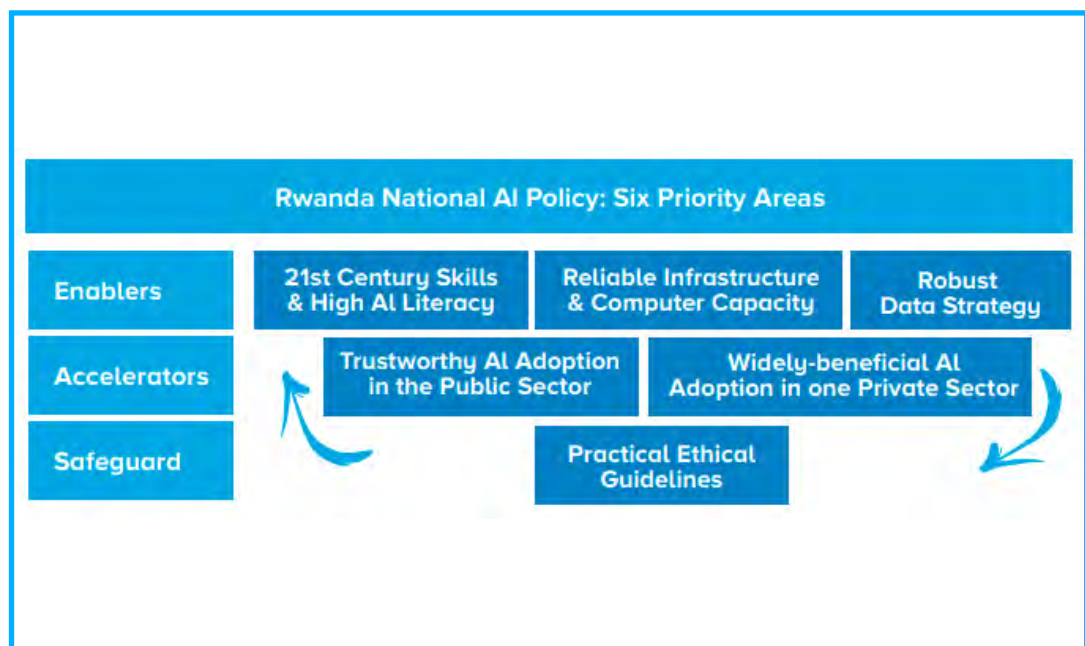 Rwanda National AI Policy: Six Priority Areas
Enablers
21st Century Skills
& High AI Literacy
Reliable Infrastructure
& Computer Capacity
Robust
Data Strategy
Accelerators
Trustworthy AI Adoption
in the Public Sector
Widely-beneficial AI
Adoption in one Private Sector
Safeguard
Practical Ethical
Guidelines